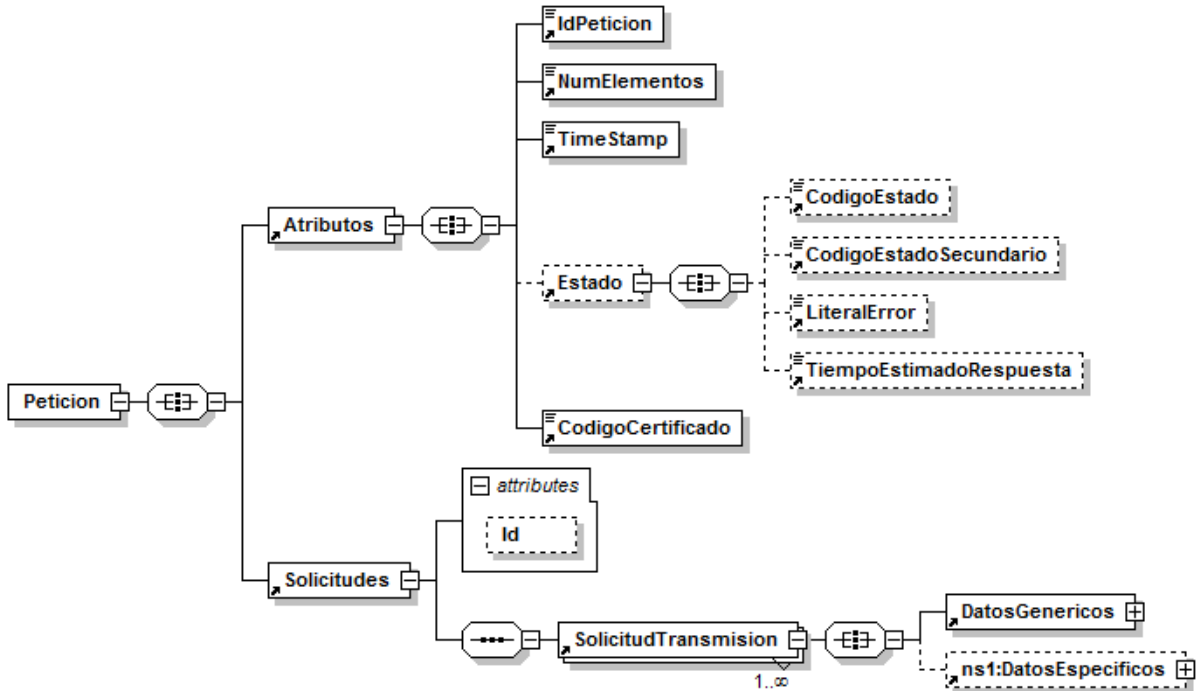 IdPeticion
NumElementos
TimeStamp
CodigoEstado
Atributos
CodigoEstadoSecundario
Estado
LiteralError
TiempoEstimadoRespuesta
Peticion
CodigoCertificado
attributes
Id
Solicitudes
DatosGenericos
SolicitudTransmision
ns1:DatosEspecificos
1..∞